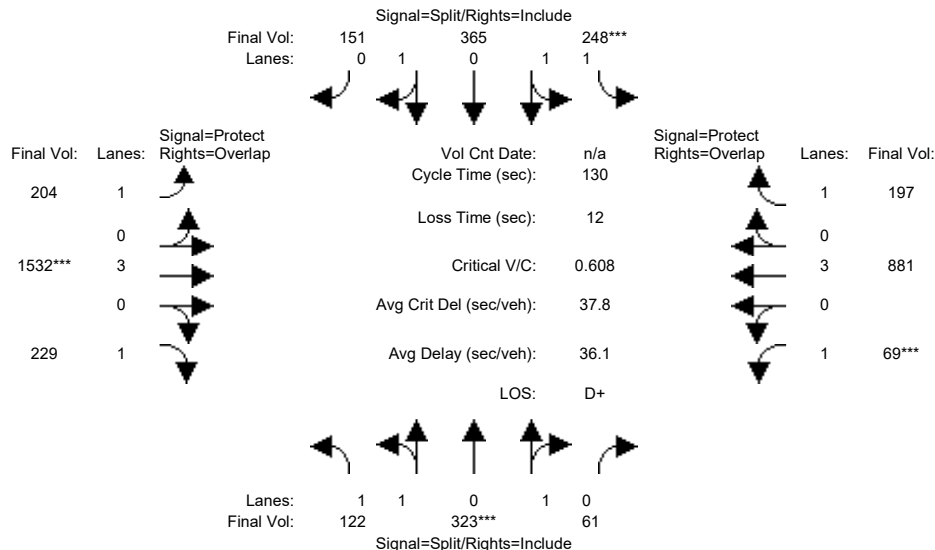 Signal=Split/Rights=Include
Final Vol: 151 365 248***
Lanes: 0 1 0 1 1
Signal=Protect Signal=Protect
Final Vol: Lanes: Rights=Overlap Vol Cnt Date: n/a Rights=Overlap Lanes: Final Vol:
Cycle Time (sec): 130
204 1 1 197
Loss Time (sec): 12
0 0
1532*** 3 Critical V/C: 0.608 3 881
0 Avg Crit Del (sec/veh): 37.8 0
229 1 Avg Delay (sec/veh): 36.1 1 69***
LOS: D+
Lanes: 1 1 0 1 0
Final Vol: 122 323*** 61
Signal=Split/Rights=Include